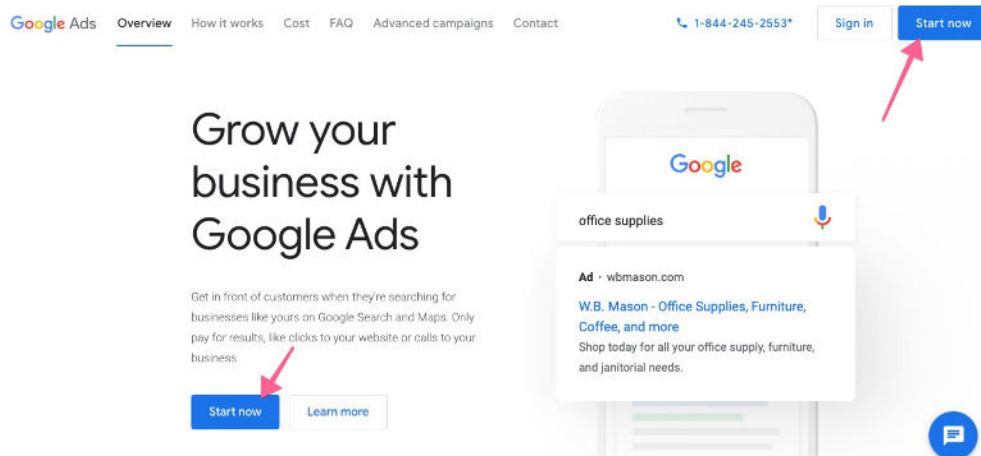 Google Ads Overview How it works Cost FAQ Advanced campaigns Contact 1-844-245-2553* Sign in Start now
Grow your
business with
Google Ads
Get in front of customers when they're searching for
businesses like yours on Google Search and Maps. Only
pay for results, like clicks to your website or calls to your
business.
Start now Learn more
Google
office supplies
Ad · wbmason.com
W.B. Mason - Office Supplies, Furniture,
Coffee, and more
Shop today for all your office supply, furniture,
and janitorial needs.